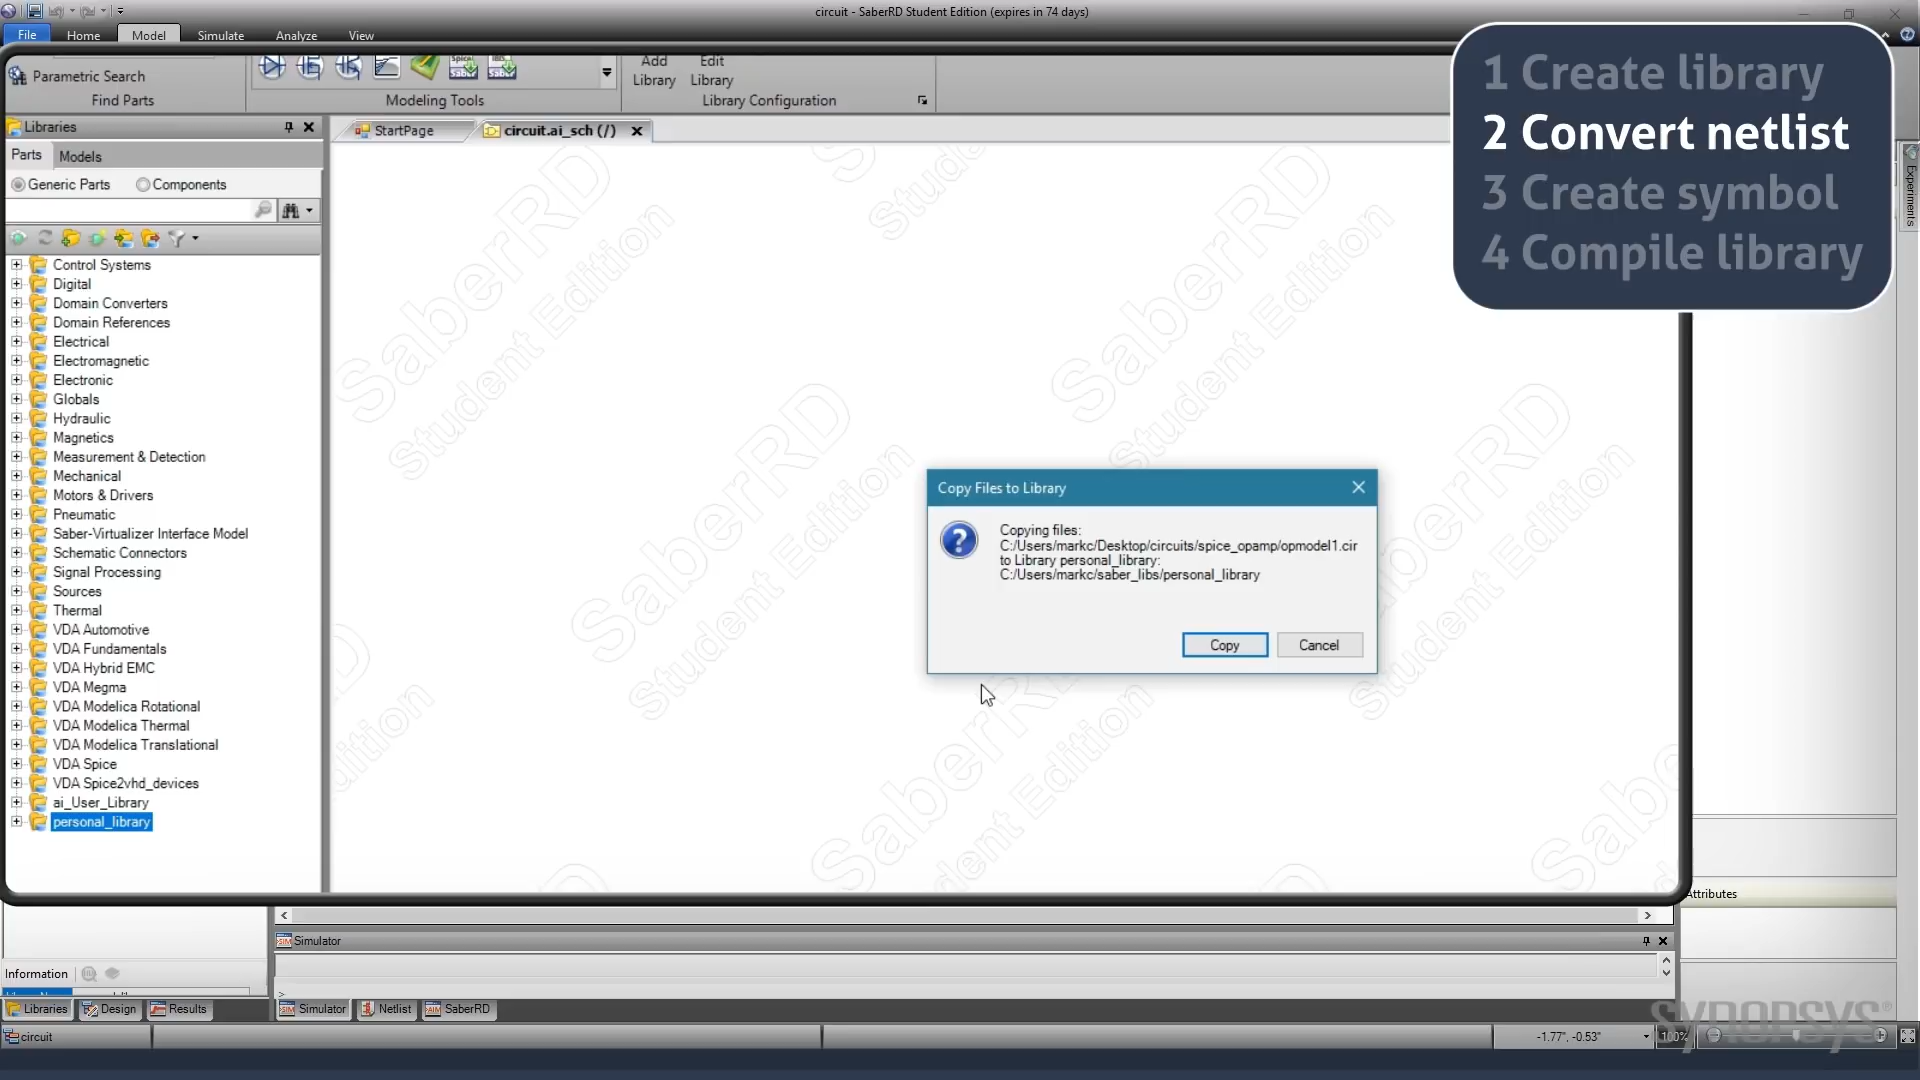 circuit - SaberRD Student Edition (expires in 74 days)
File
Home
Model
Simulate
Analyze
View
Parametric Search
Find Parts
Modeling Tools
Add
Library
Edit
Library
Library Configuration
1 Create library
2 Convert netlist
3 Create symbol
4 Compile library
Libraries
StartPage
circuit.ai_sch (/)
Parts
Models
Generic Parts
Components
Experiments
Control Systems
Digital
Domain Converters
Domain References
Electrical
Electromagnetic
Electronic
Globals
Hydraulic
Magnetics
Measurement & Detection
Mechanical
Motors & Drivers
Pneumatic
Saber-Virtualizer Interface Model
Schematic Connectors
Signal Processing
Sources
Thermal
VDA Automotive
VDA Fundamentals
VDA Hybrid EMC
VDA Megma
VDA Modelica Rotational
VDA Modelica Thermal
VDA Modelica Translational
VDA Spice
VDA Spice2vhd_devices
ai_User_Library
personal_library
SaberRD
Student Edition
Copy Files to Library
Copying files:
C:/Users/markc/Desktop/circuits/spice_opamp/opmodel1.cir
to Library personal_library:
C:/Users/markc/saber_libs/personal_library
Copy
Cancel
Attributes
Simulator
Information
Libraries
Design
Results
Simulator
Netlist
SaberRD
circuit
-1.77", -0.53"
100%
SYNOPSYS®